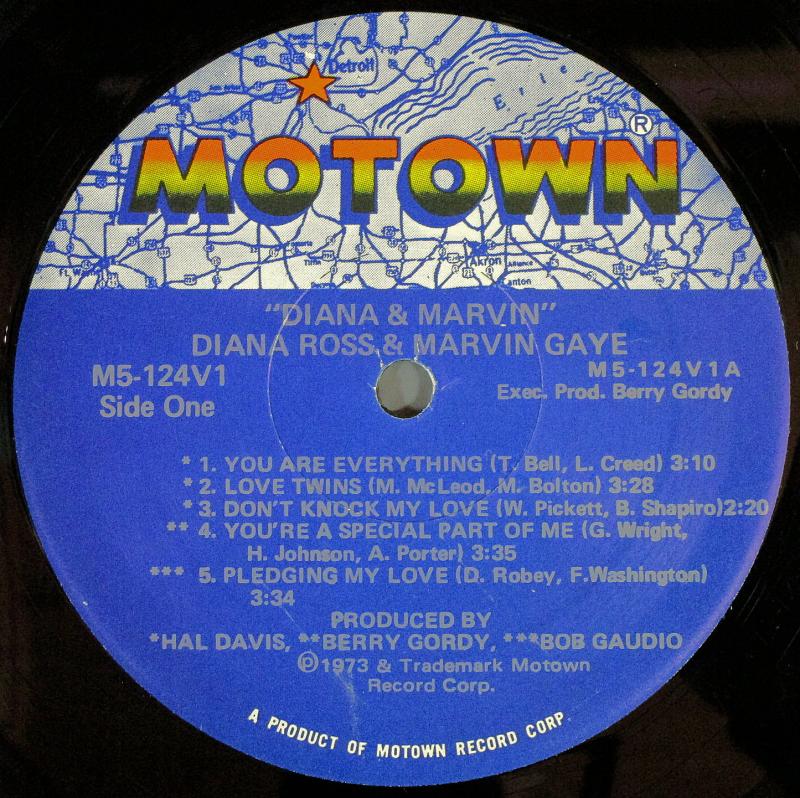 Detroit
Erie
MOTOWN®
Akron
Alliance
anton
"DIANA & MARVIN"
DIANA ROSS & MARVIN GAYE
M5-124V1
M5-124V1A
Side One
Exec. Prod. Berry Gordy
* 1. YOU ARE EVERYTHING (T. Bell, L. Creed) 3:10
* 2. LOVE TWINS (M. McLeod, M. Bolton) 3:28
* 3. DON'T KNOCK MY LOVE (W. Pickett, B. Shapiro)2:20
** 4. YOU'RE A SPECIAL PART OF ME (G. Wright,
H. Johnson, A. Porter) 3:35
*** 5. PLEDGING MY LOVE (D. Robey, F.Washington)
3:34
PRODUCED BY
*HAL DAVIS, **BERRY GORDY, ***BOB GAUDIO
℗1973 & Trademark Motown
Record Corp.
A PRODUCT OF MOTOWN RECORD CORP.